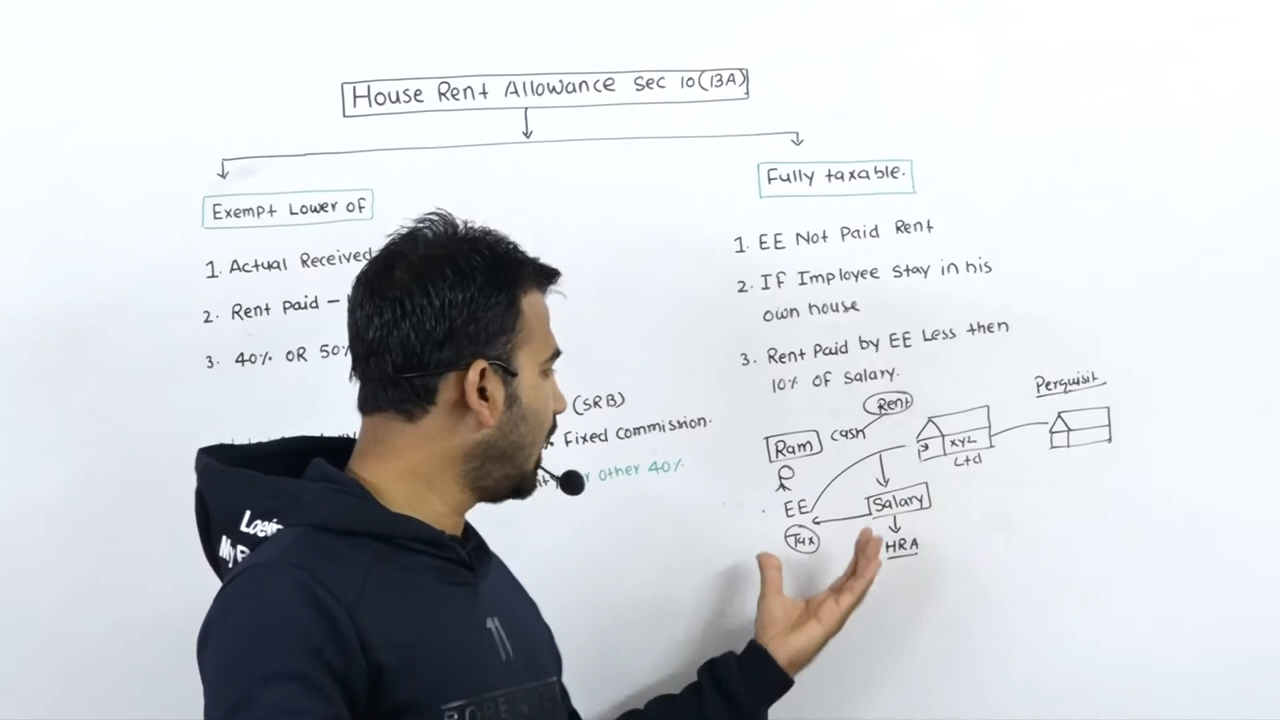 House Rent Allowance sec 10(13A)
Exempt Lower of
1. Actual Received
2. Rent Paid –
3. 40% OR 50%
(SRB)
Fixed commission.
other 40%
Fully taxable.
1. EE Not Paid Rent
2. If Imployee stay in his
own house
3. Rent Paid by EE Less then
10% of salary.
Perquisit
Rent
cash
Ram
XYZ
Ltd
Salary
EE
Tax
HRA
11